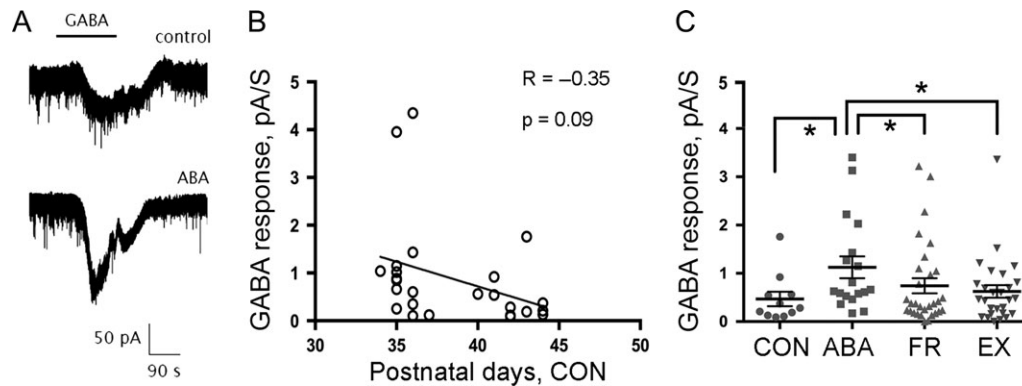 A
GABA
control
ABA
50 pA
90 s
B
R = –0.35
p = 0.09
GABA response, pA/S
5
4
3
2
1
0
30
35
40
45
50
Postnatal days, CON
C
GABA response, pA/S
5
4
3
2
1
0
*
*
*
CON
ABA
FR
EX